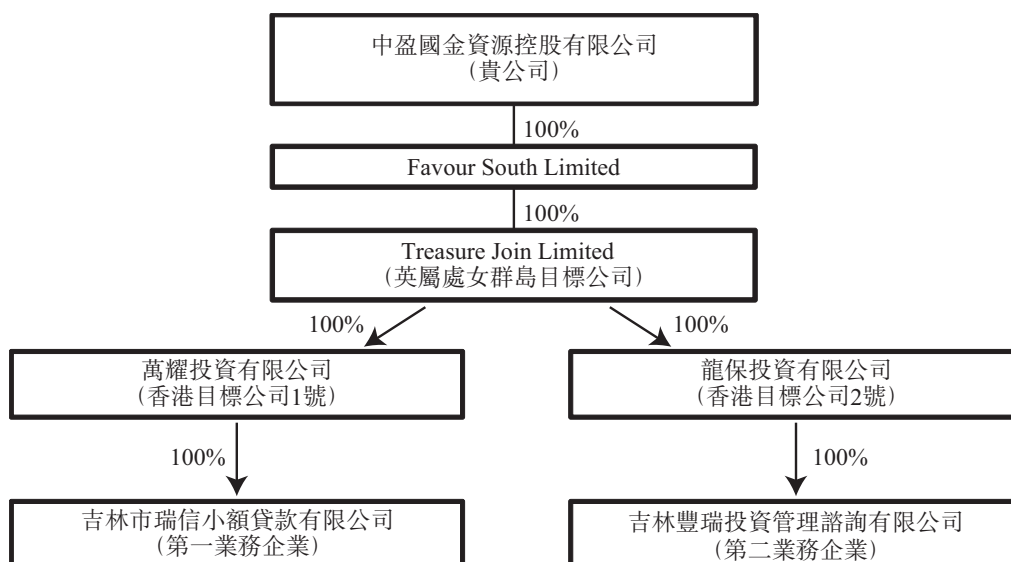 中盈國金資源控股有限公司
(貴公司)
100%
Favour South Limited
100%
Treasure Join Limited
(英屬處女群島目標公司)
100%
100%
萬耀投資有限公司
(香港目標公司1號)
龍保投資有限公司
(香港目標公司2號)
100%
100%
吉林市瑞信小額貸款有限公司
(第一業務企業)
吉林豐瑞投資管理諮詢有限公司
(第二業務企業)